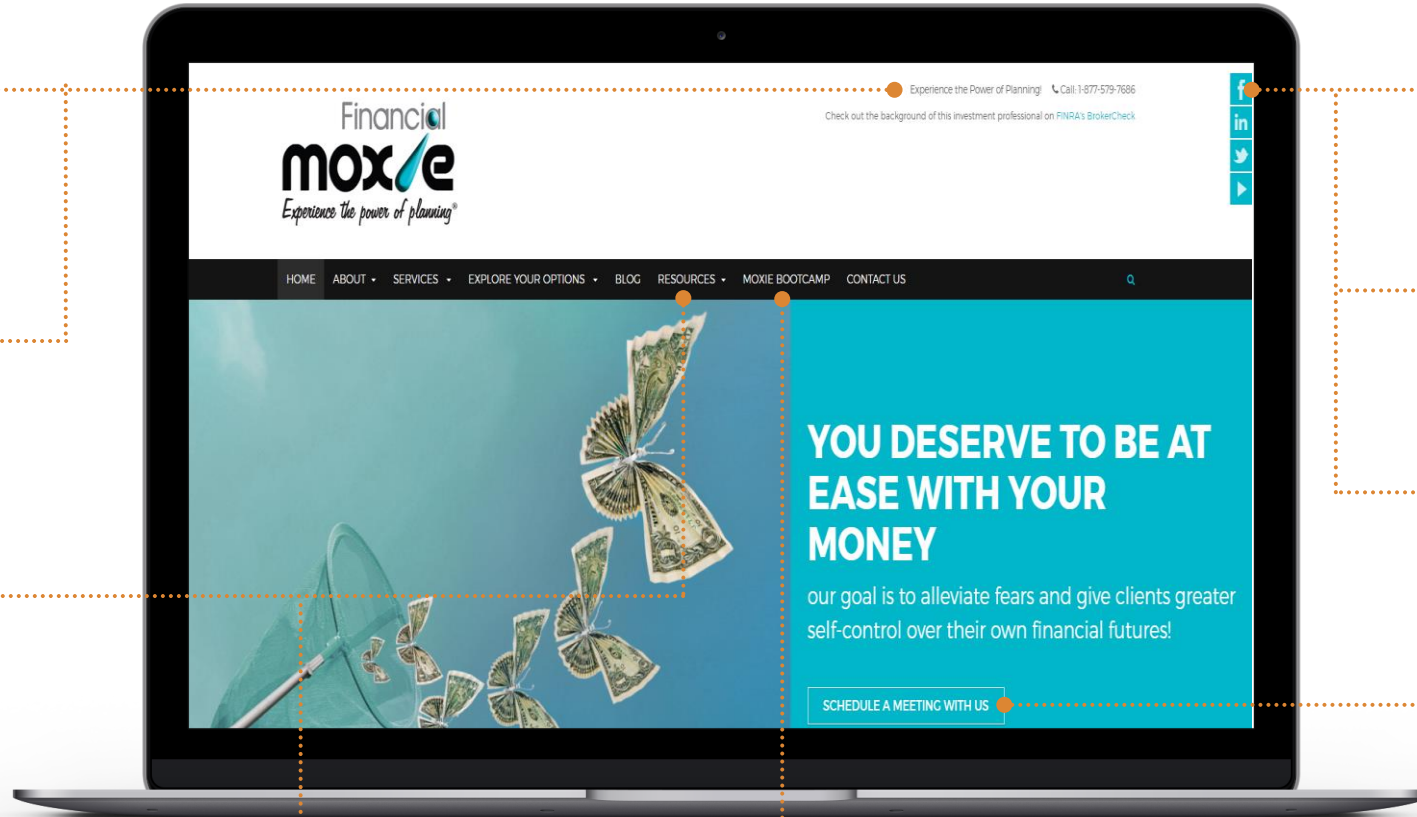 Experience the Power of Planning! Call: 1-877-579-7686
Check out the background of this investment professional on FINRA's BrokerCheck
Financial
moxie
Experience the power of planning®
f
in
HOME ABOUT SERVICES EXPLORE YOUR OPTIONS BLOG RESOURCES MOXIE BOOTCAMP CONTACT US
YOU DESERVE TO BE AT
EASE WITH YOUR
MONEY
our goal is to alleviate fears and give clients greater
self-control over their own financial futures!
SCHEDULE A MEETING WITH US